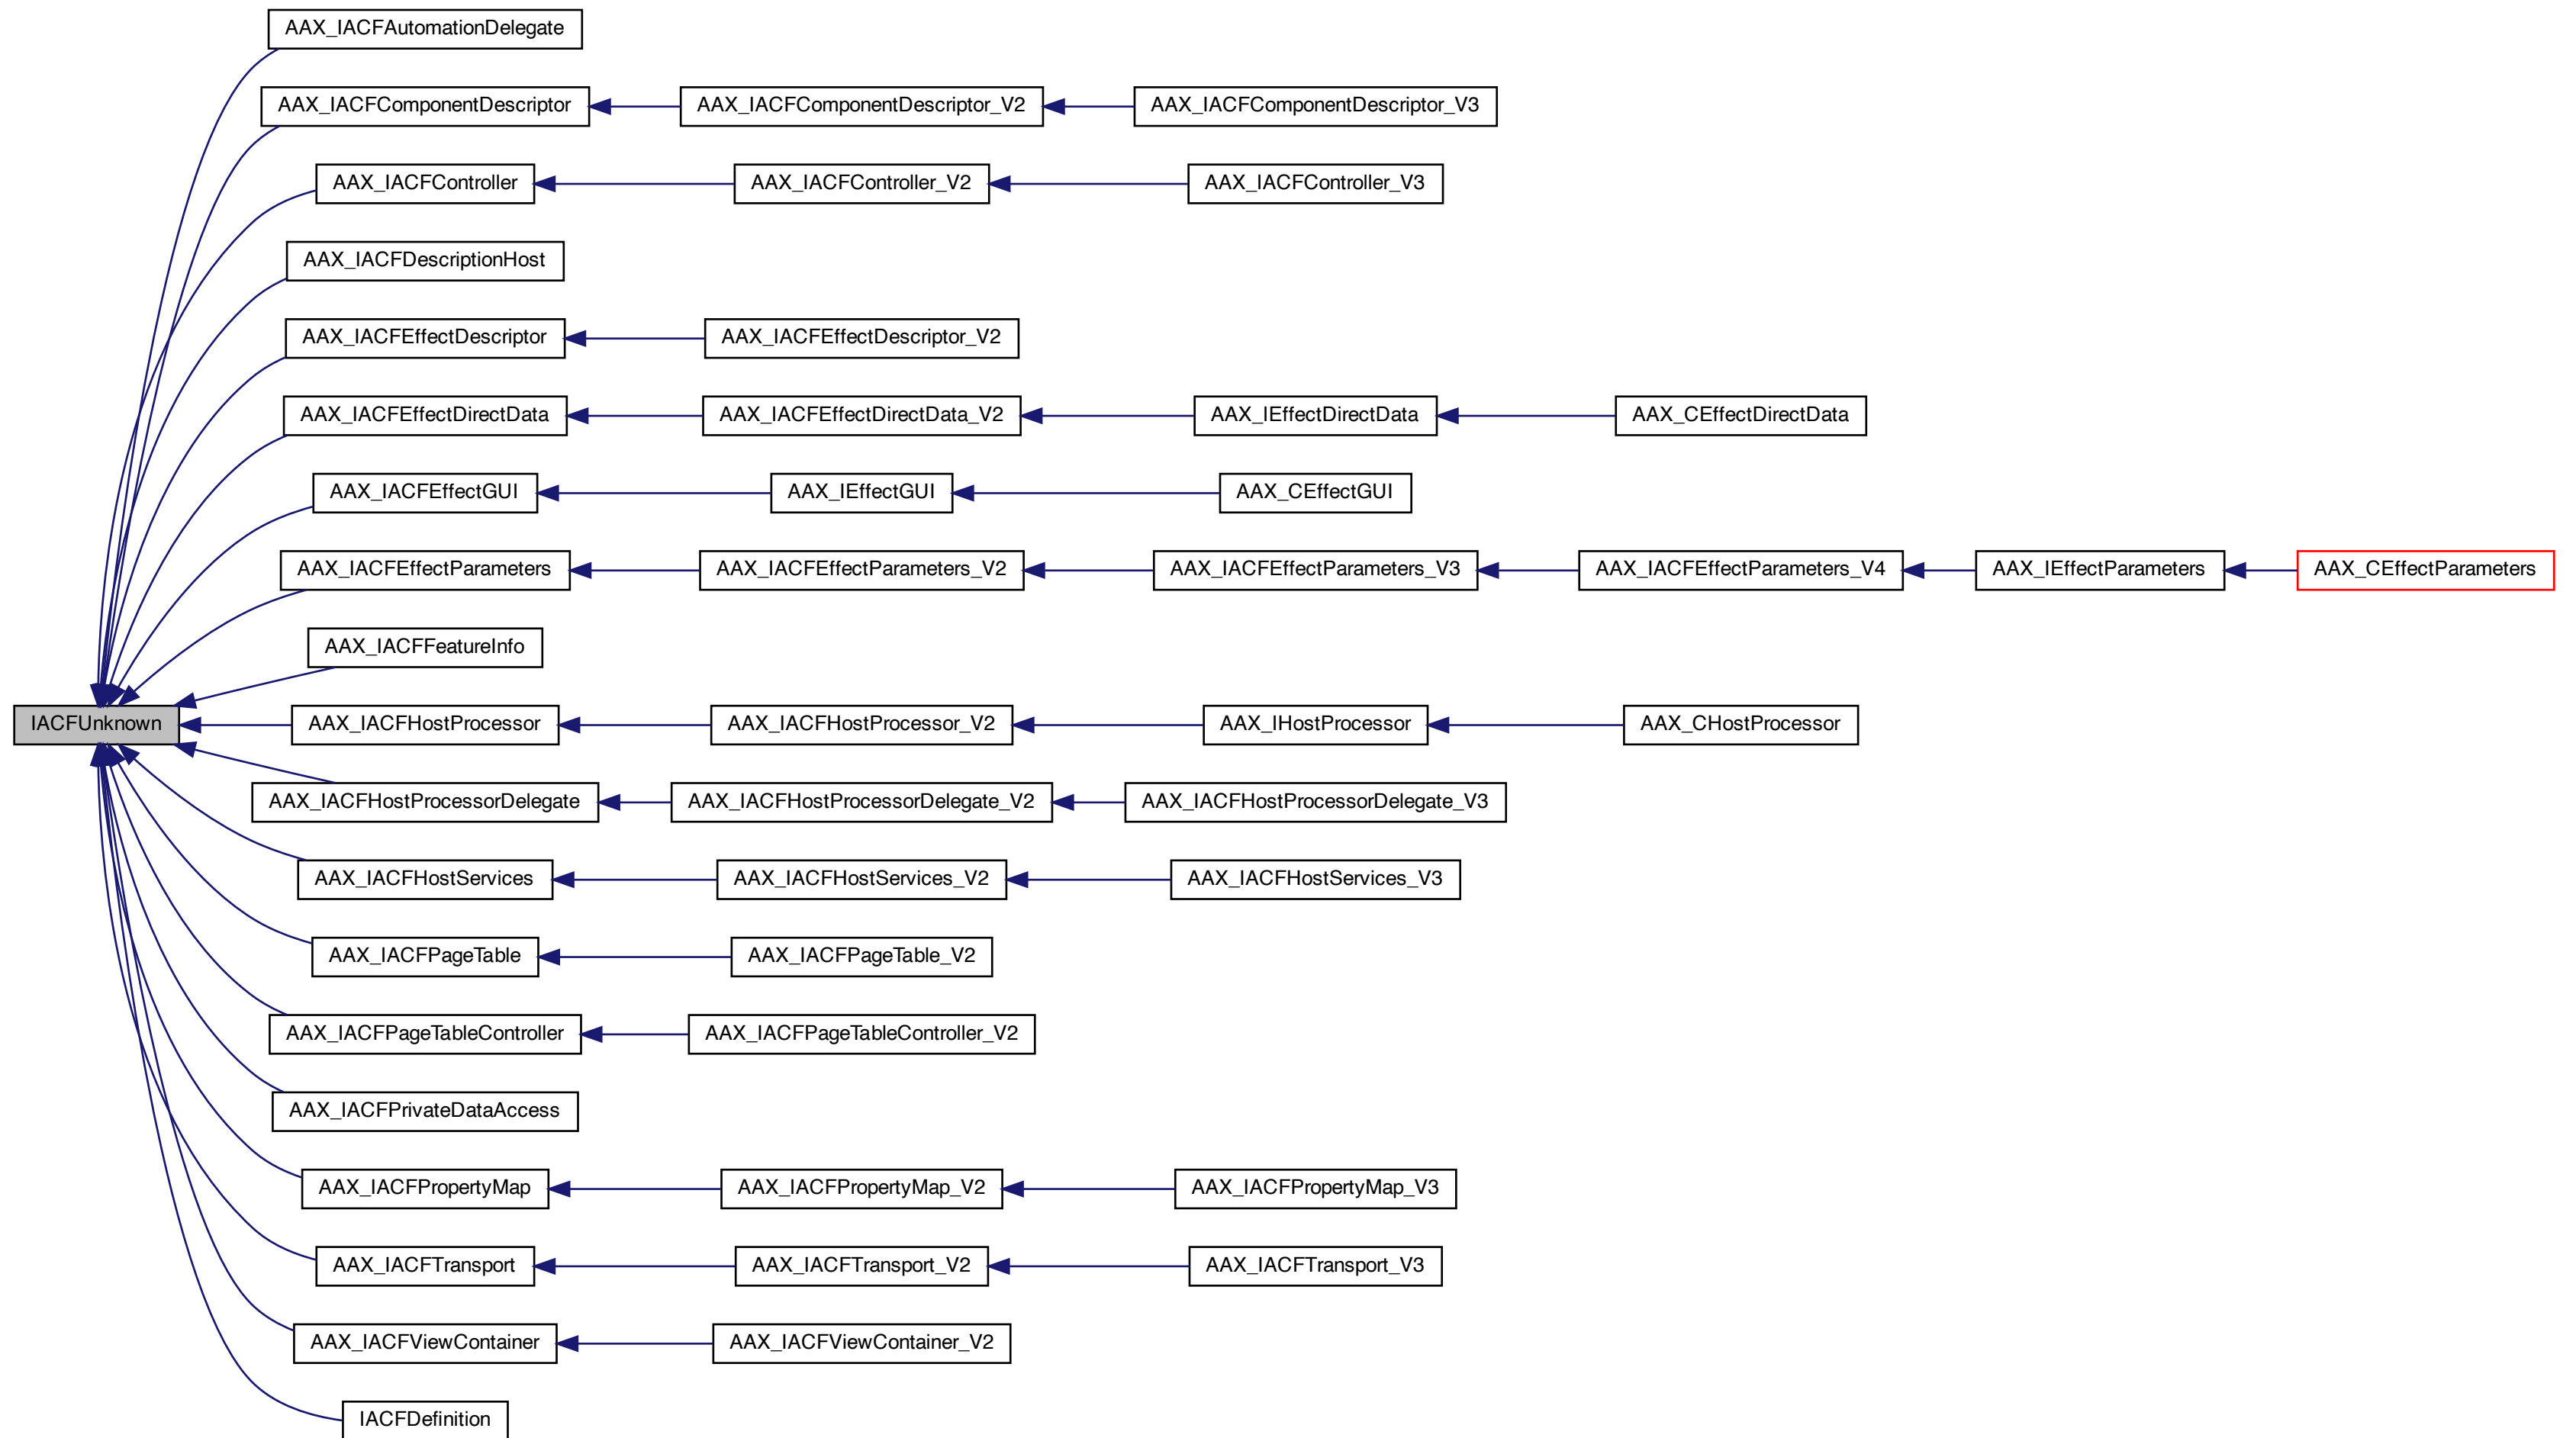 AAX_IACFAutomationDelegate
AAX_IACFComponentDescriptor AAX_IACFComponentDescriptor_V2 AAX_IACFComponentDescriptor_V3
AAX_IACFController AAX_IACFController_V2 AAX_IACFController_V3
AAX_IACFDescriptionHost
AAX_IACFEffectDescriptor AAX_IACFEffectDescriptor_V2
AAX_IACFEffectDirectData AAX_IACFEffectDirectData_V2 AAX_IEffectDirectData AAX_CEffectDirectData
AAX_IACFEffectGUI AAX_IEffectGUI AAX_CEffectGUI
AAX_IACFEffectParameters AAX_IACFEffectParameters_V2 AAX_IACFEffectParameters_V3 AAX_IACFEffectParameters_V4 AAX_IEffectParameters AAX_CEffectParameters
AAX_IACFFeatureInfo
IACFUnknown AAX_IACFHostProcessor AAX_IACFHostProcessor_V2 AAX_IHostProcessor AAX_CHostProcessor
AAX_IACFHostProcessorDelegate AAX_IACFHostProcessorDelegate_V2 AAX_IACFHostProcessorDelegate_V3
AAX_IACFHostServices AAX_IACFHostServices_V2 AAX_IACFHostServices_V3
AAX_IACFPageTable AAX_IACFPageTable_V2
AAX_IACFPageTableController AAX_IACFPageTableController_V2
AAX_IACFPrivateDataAccess
AAX_IACFPropertyMap AAX_IACFPropertyMap_V2 AAX_IACFPropertyMap_V3
AAX_IACFTransport AAX_IACFTransport_V2 AAX_IACFTransport_V3
AAX_IACFViewContainer AAX_IACFViewContainer_V2
IACFDefinition